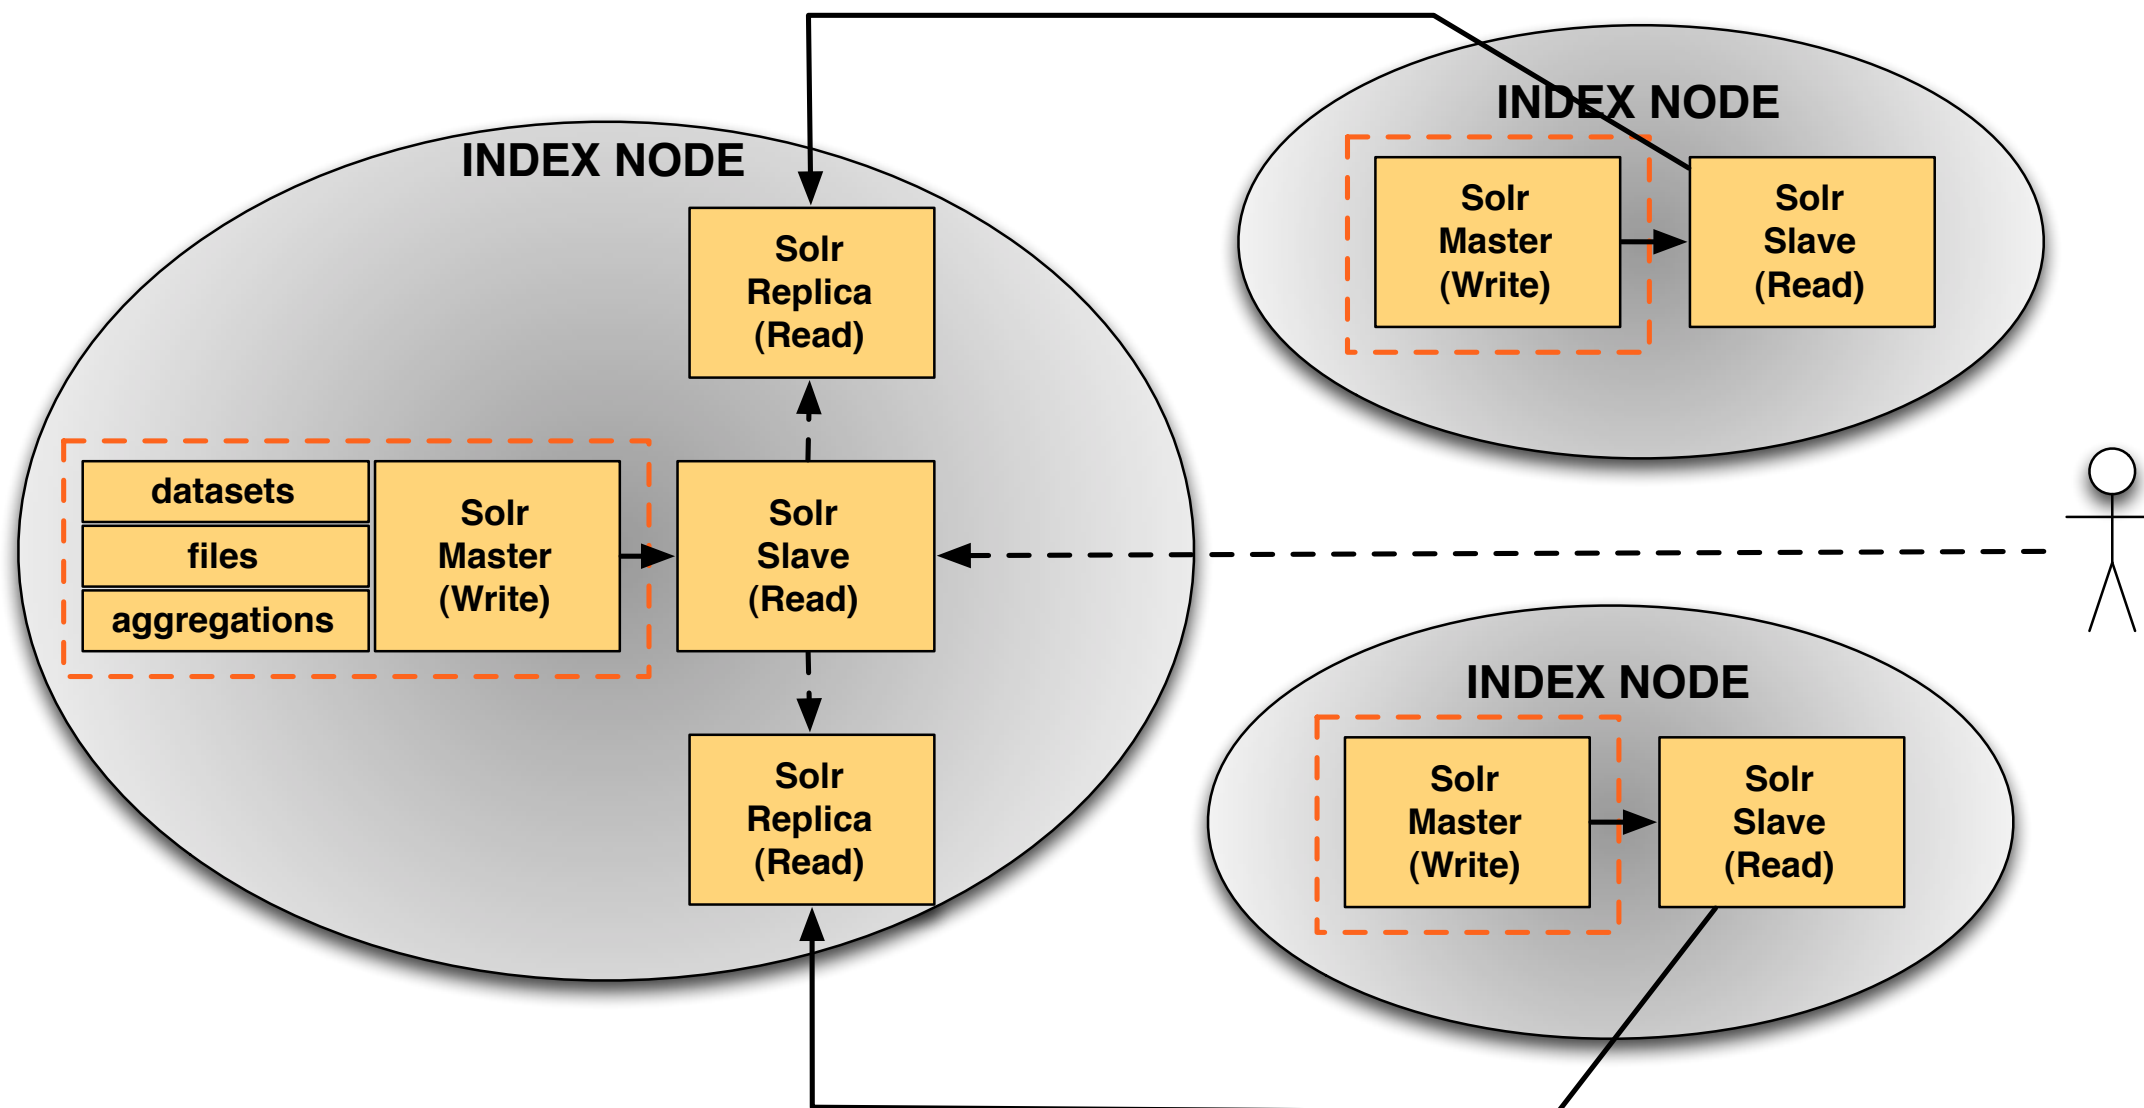 INDEX NODE
Solr
Replica
(Read)
datasets
files
aggregations
Solr
Master
(Write)
Solr
Slave
(Read)
Solr
Replica
(Read)
INDEX NODE
Solr
Master
(Write)
Solr
Slave
(Read)
INDEX NODE
Solr
Master
(Write)
Solr
Slave
(Read)